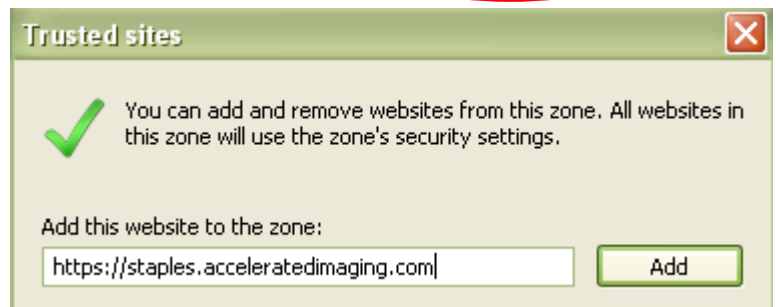 Trusted sites
You can add and remove websites from this zone. All websites in
this zone will use the zone's security settings.
Add this website to the zone:
https://staples.acceleratedimaging.com
Add